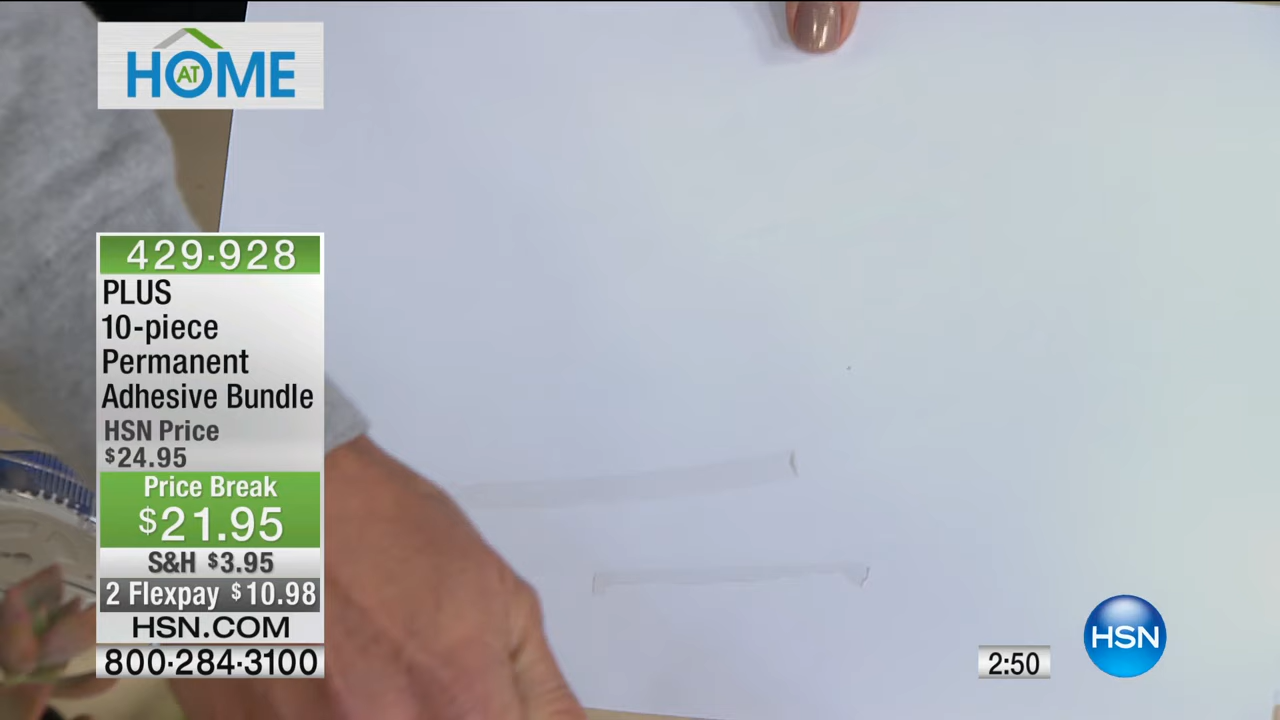 AT
HOME
429·928
PLUS
10-piece
Permanent
Adhesive Bundle
HSN Price
$24.95
Price Break
$21.95
S&H $3.95
2 Flexpay $10.98
HSN.COM
800·284·3100
2:50
HSN